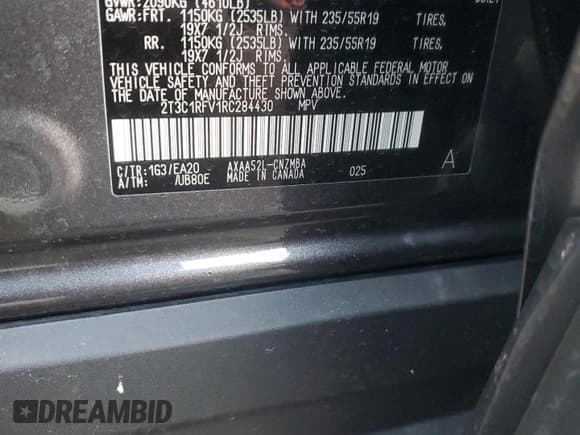 GVWR: 2090KG (4610LB)
GAWR: FRT. 1150KG (2535LB) WITH 235/55R19 TIRES,
19X7 1/2J RIMS.
RR. 1150KG (2535LB) WITH 235/55R19 TIRES,
19X7 1/2J RIMS.
THIS VEHICLE CONFORMS TO ALL APPLICABLE FEDERAL MOTOR
VEHICLE SAFETY AND THEFT PREVENTION STANDARDS IN EFFECT ON
THE DATE OF MANUFACTURE SHOWN ABOVE.
2T3C1RFV1RC284430 MPV
C/TR: 1G3/EA20 AXAA52L-CNZMBA
A/TM: /UB80E MADE IN CANADA 025
A
DREAMBID